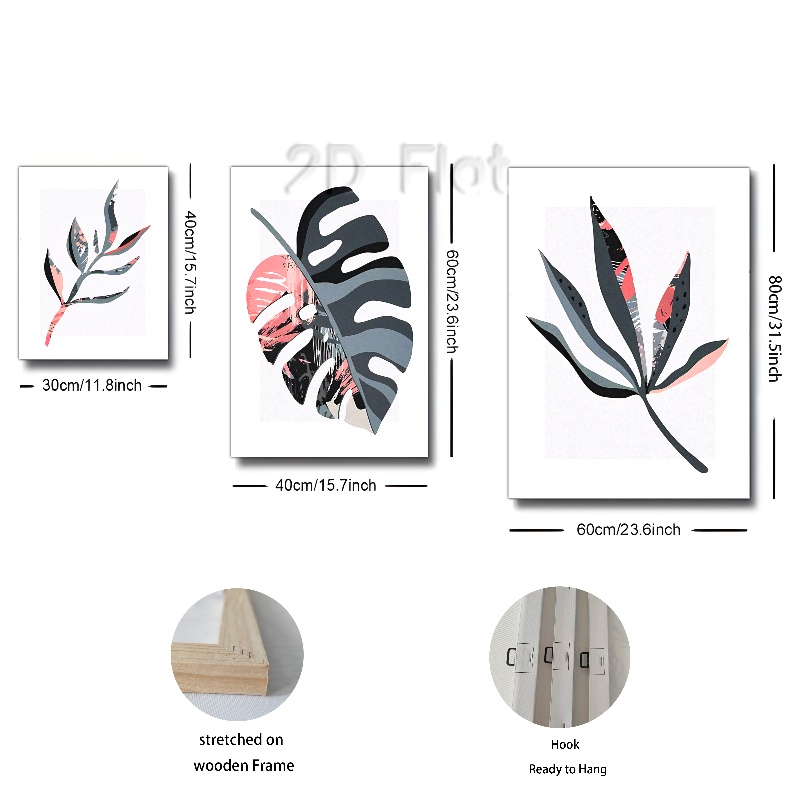 2D Flat
40cm/15.7inch
60cm/23.6inch
80cm/31.5inch
30cm/11.8inch
40cm/15.7inch
60cm/23.6inch
stretched on
wooden Frame
Hook
Ready to Hang